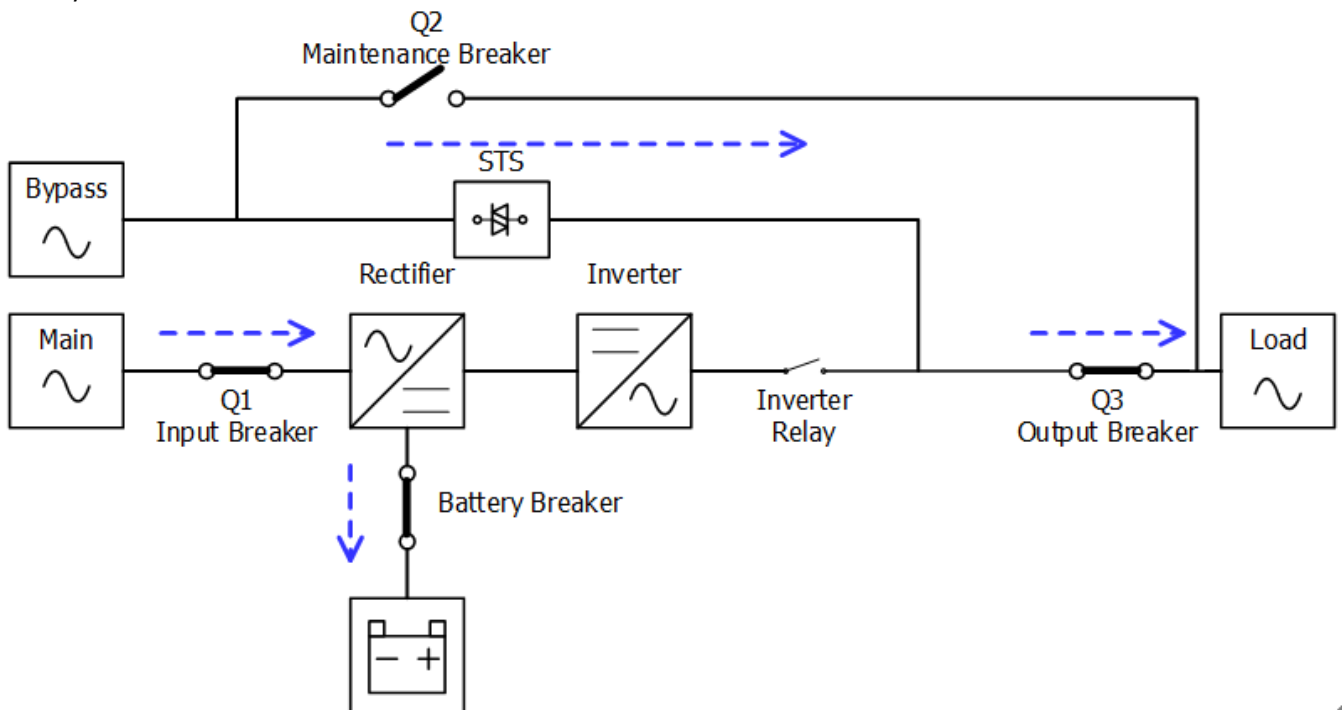 Q2
Maintenance Breaker
STS
Bypass
Rectifier
Inverter
Main
Load
Q1
Input Breaker
Inverter
Relay
Q3
Output Breaker
Battery Breaker